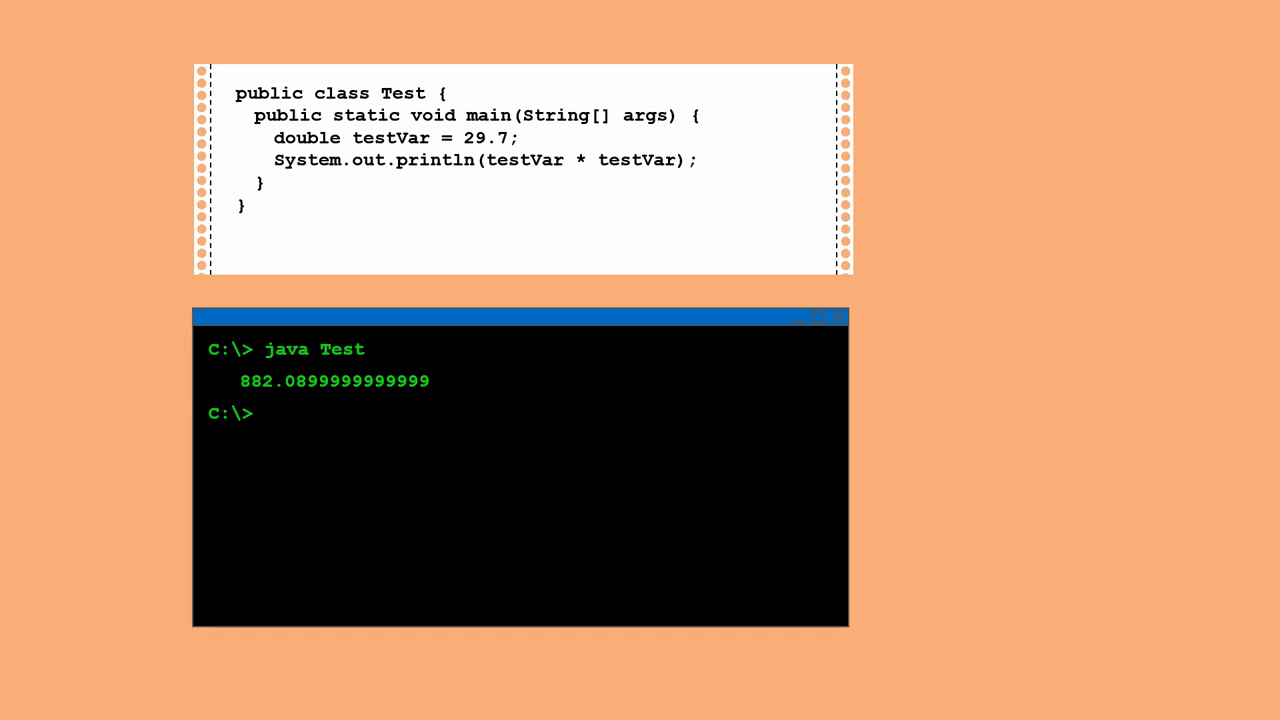 public class Test {
public static void main(String[] args) {
double testVar = 29.7;
System.out.println(testVar * testVar);
}
}
C:\> java Test
882.0899999999999
C:\>